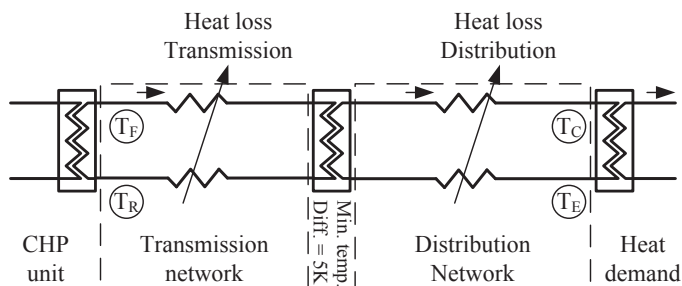 Heat loss
Transmission
Heat loss
Distribution
T_F
T_C
T_R
T_E
CHP
unit
Transmission
network
Min. temp.
Diff. = 5K
Distribution
Network
Heat
demand